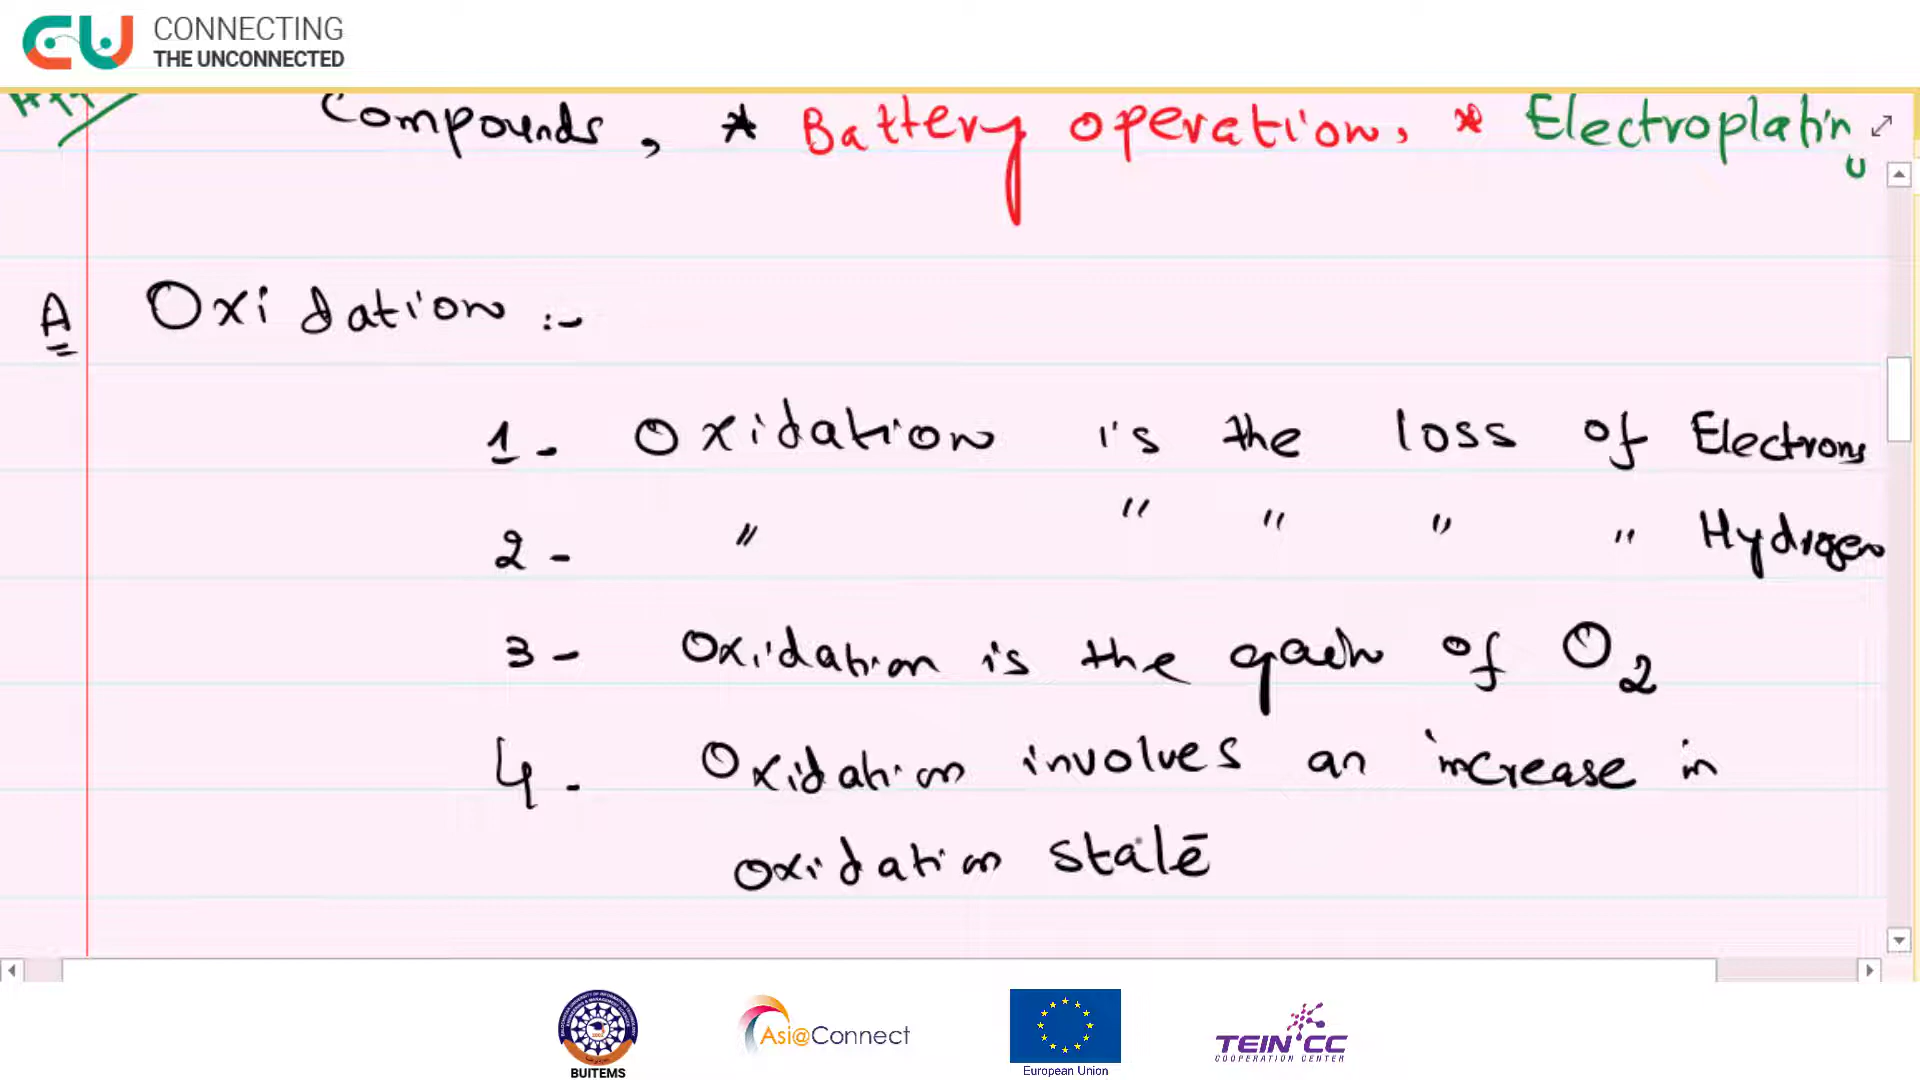 CONNECTING
THE UNCONNECTED
Compounds, * Battery operation, * Electroplating
A Oxidation :-
1- Oxidation is the loss of Electrons
2- " " " " " Hydrogen
3- Oxidation is the gain of O2
4- Oxidation involves an increase in
oxidation state
BUITEMS
Asi@Connect
European Union
TEIN*CC
COOPERATION CENTER